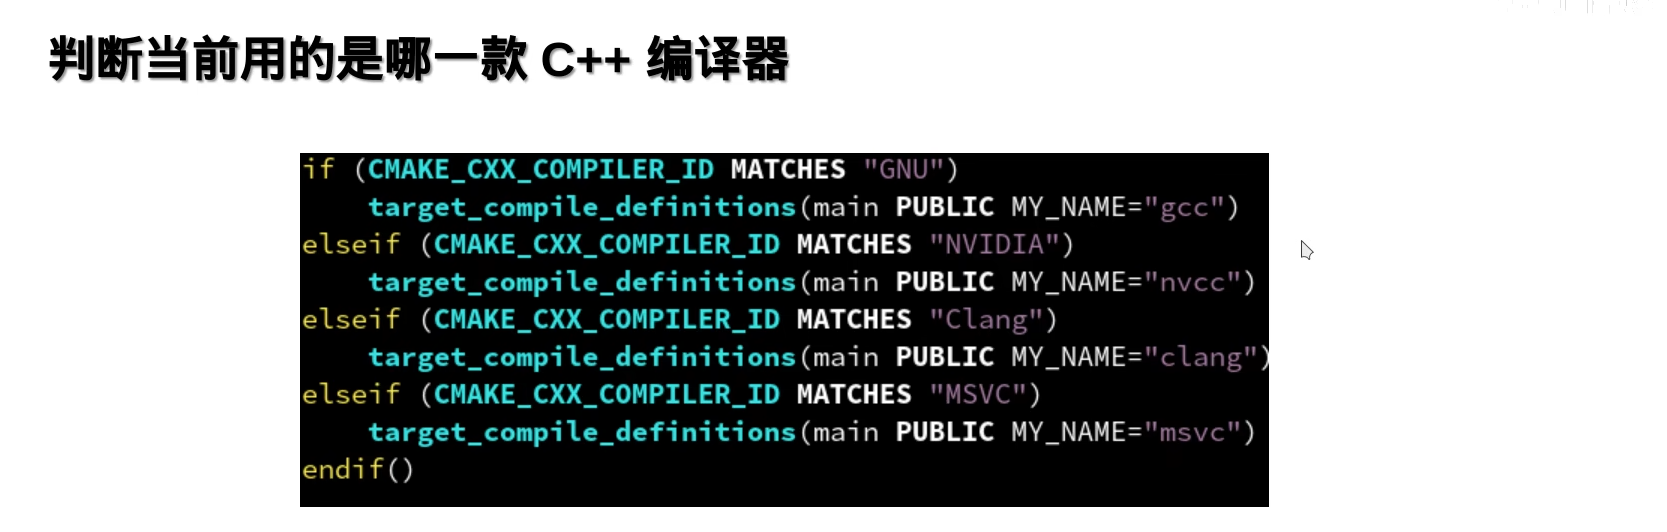 判断当前用的是哪一款 C++ 编译器
if (CMAKE_CXX_COMPILER_ID MATCHES "GNU")
    target_compile_definitions(main PUBLIC MY_NAME="gcc")
elseif (CMAKE_CXX_COMPILER_ID MATCHES "NVIDIA")
    target_compile_definitions(main PUBLIC MY_NAME="nvcc")
elseif (CMAKE_CXX_COMPILER_ID MATCHES "Clang")
    target_compile_definitions(main PUBLIC MY_NAME="clang")
elseif (CMAKE_CXX_COMPILER_ID MATCHES "MSVC")
    target_compile_definitions(main PUBLIC MY_NAME="msvc")
endif()